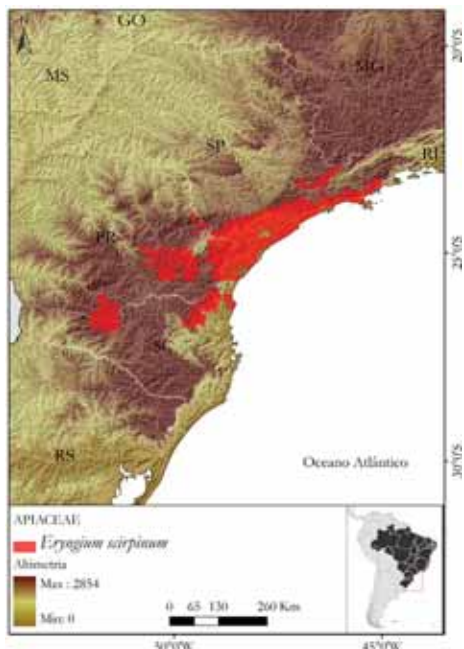 N
GO
20°0'S
MS
MG
SP
RJ
PR
25°0'S
RS
Oceano Atlântico
30°0'S
APIACEAE
Eryngium scirpinum
Altimetria
Max : 2854
Min: 0
0 65 130 260 Km
50°0'W 45°0'W